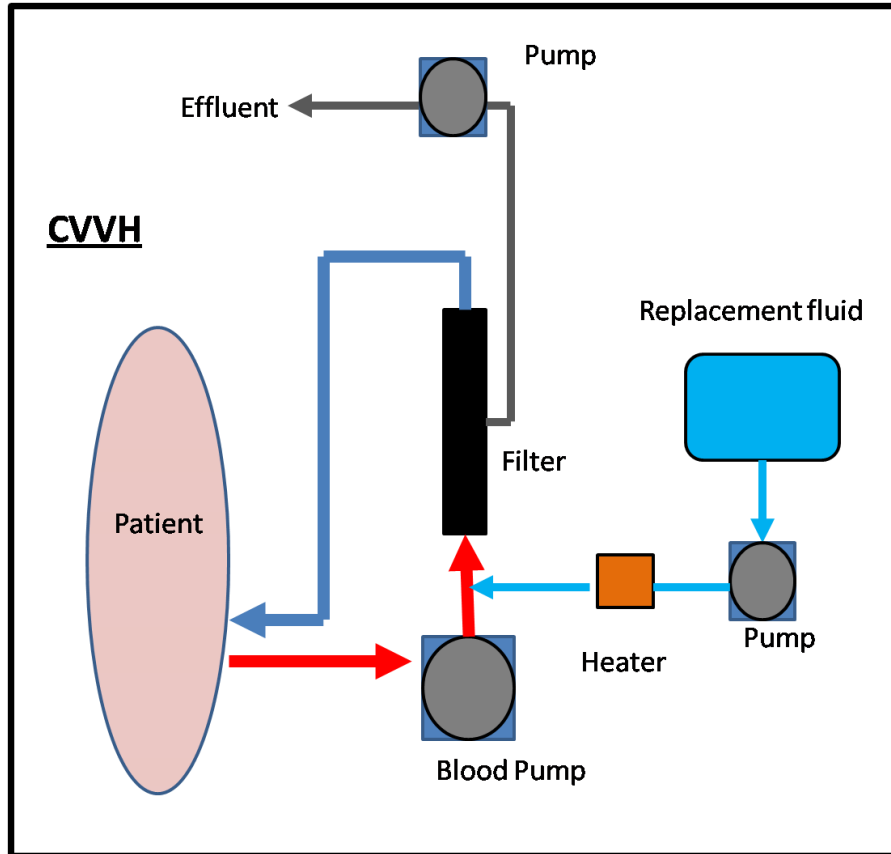 Pump
Effluent
CVVH
Replacement fluid
Filter
Patient
Pump
Heater
Blood Pump